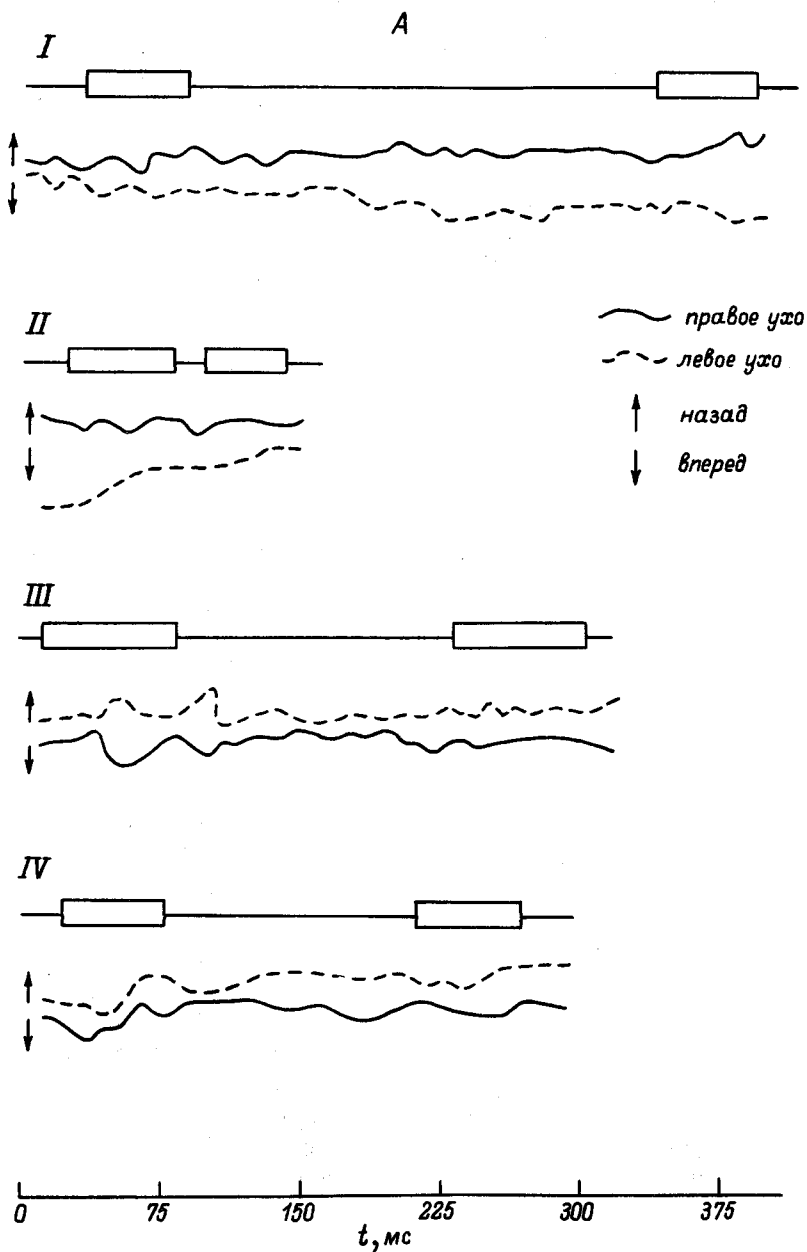 А
I
II
правое ухо
левое ухо
назад
вперед
III
IV
0 75 150 225 300 375
t, мс